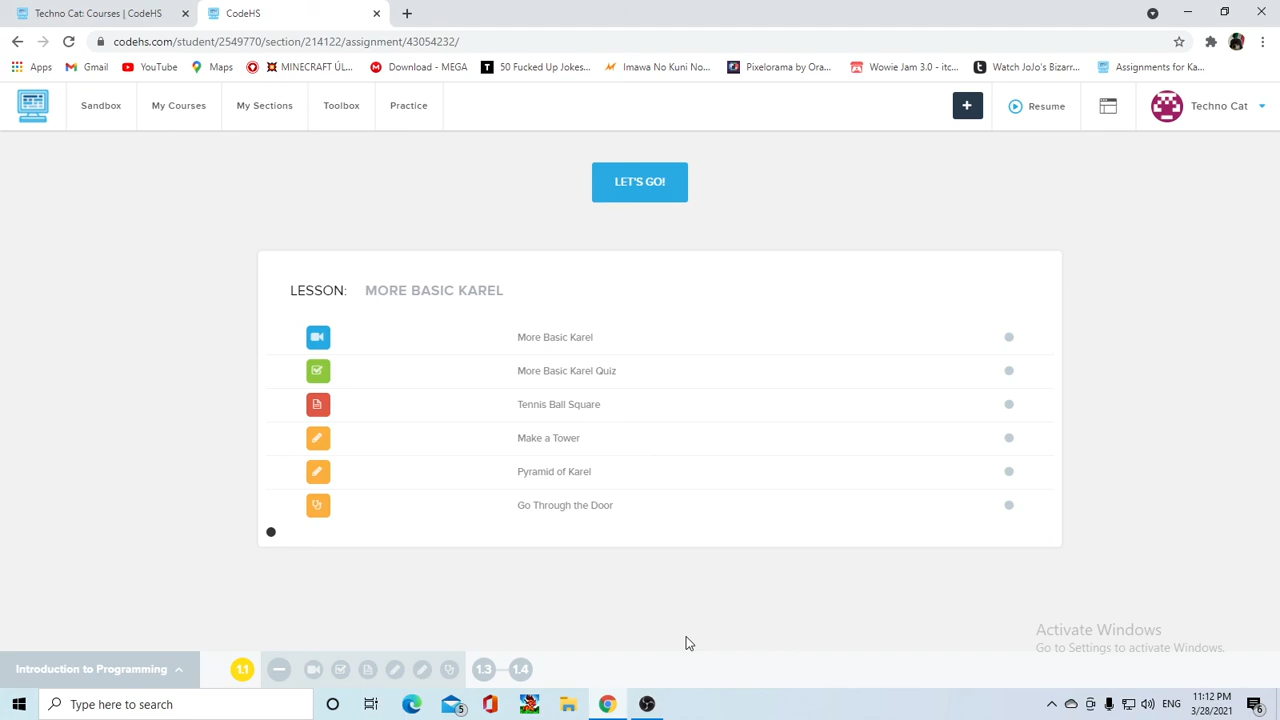 Techno Cat: Courses | CodeHS
CodeHS
codehs.com/student/2549770/section/214122/assignment/43054232/
Apps
Gmail
YouTube
Maps
MINECRAFT ÚL...
Download - MEGA
50 Fucked Up Jokes...
Imawa No Kuni No...
Pixelorama by Ora...
Wowie Jam 3.0 - itc...
Watch JoJo's Bizarr...
Assignments for Ka...
Sandbox
My Courses
My Sections
Toolbox
Practice
+
Resume
Techno Cat
LET'S GO!
LESSON: MORE BASIC KAREL
More Basic Karel
More Basic Karel Quiz
Tennis Ball Square
Make a Tower
Pyramid of Karel
Go Through the Door
Activate Windows
Go to Settings to activate Windows.
Introduction to Programming
1.1
1.3
1.4
Type here to search
5
11:12 PM
3/28/2021
6